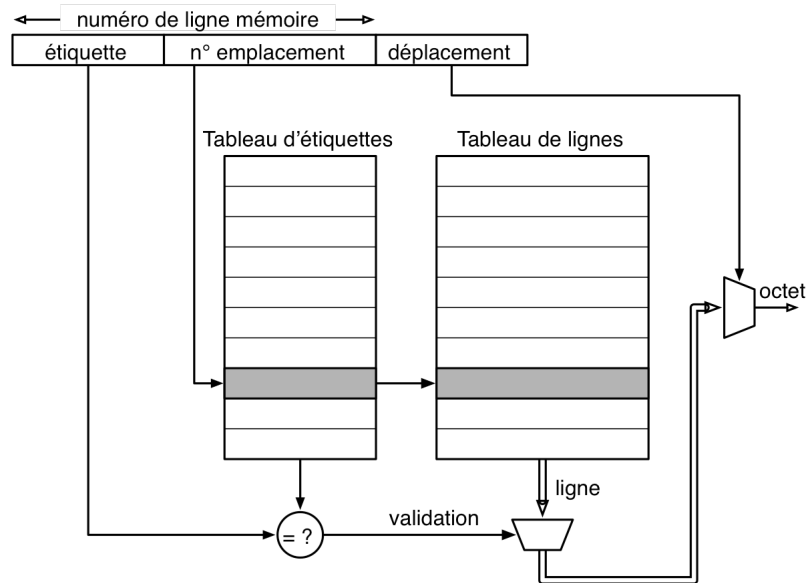 numéro de ligne mémoire
étiquette
n° emplacement
déplacement
Tableau d'étiquettes
Tableau de lignes
octet
ligne
validation
= ?